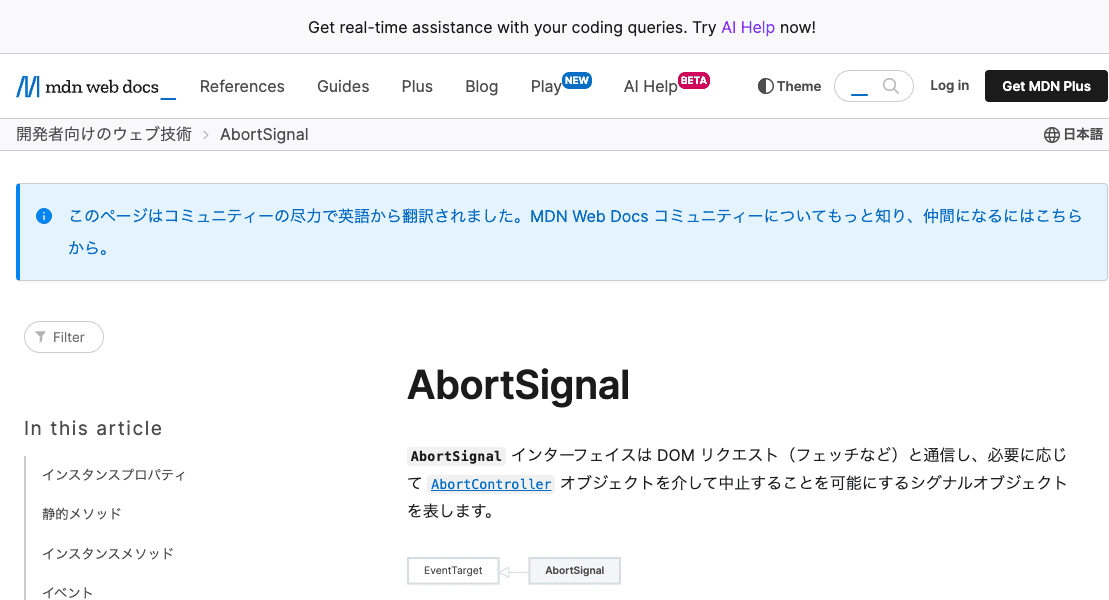 Get real-time assistance with your coding queries. Try AI Help now!
mdn web docs_ References Guides Plus Blog Play NEW AI Help BETA Theme Log in Get MDN Plus
開発者向けのウェブ技術 > AbortSignal 日本語
このページはコミュニティーの尽力で英語から翻訳されました。MDN Web Docs コミュニティーについてもっと知り、仲間になるにはこちら
から。
Filter
AbortSignal
In this article
AbortSignal インターフェイスは DOM リクエスト（フェッチなど）と通信し、必要に応じ
て AbortController オブジェクトを介して中止することを可能にするシグナルオブジェクト
を表します。
インスタンスプロパティ
静的メソッド
インスタンスメソッド
イベント
EventTarget AbortSignal